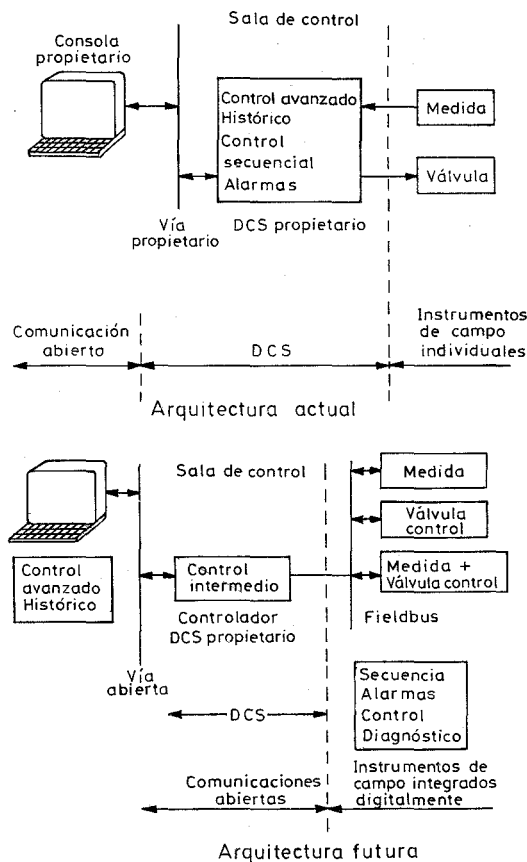 Sala de control
Consola
propietario
Control avanzado
Histórico
Control
secuencial
Alarmas
Medida
Válvula
Vía
propietario
DCS propietario
Comunicación
abierto
DCS
Instrumentos
de campo
individuales
Arquitectura actual
Sala de control
Medida
Válvula
control
Control
avanzado
Histórico
Control
intermedio
Medida +
Válvula control
Controlador
DCS propietario
Fieldbus
Vía
abierta
Secuencia
Alarmas
Control
Diagnóstico
DCS
Comunicaciones
abiertas
Instrumentos de
campo integrados
digitalmente
Arquitectura futura